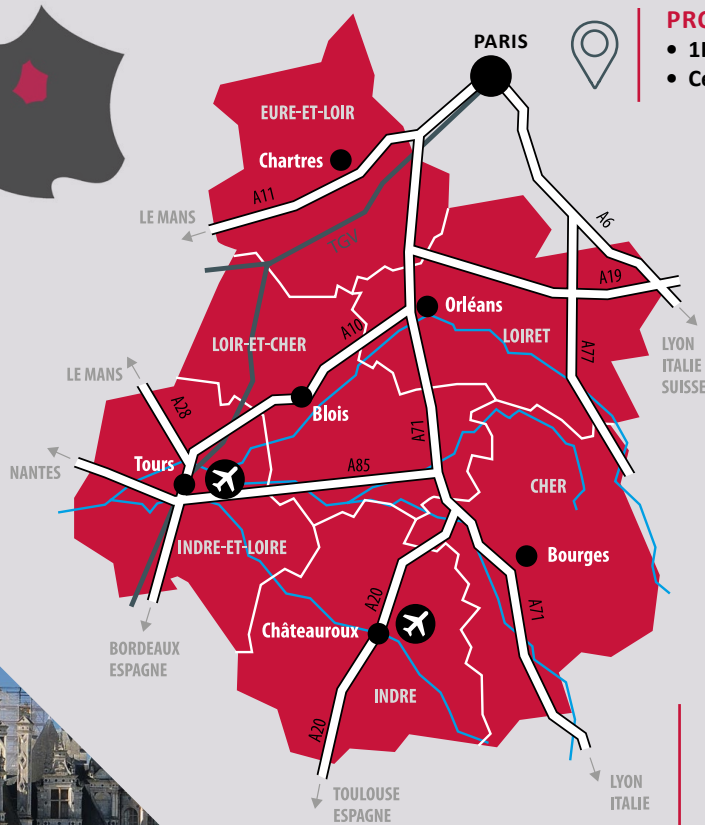 PARIS
EURE-ET-LOIR
Chartres
A11
LE MANS
TGV
A6
A19
Orléans
LOIRET
A10
LOIR-ET-CHER
A77
LYON
ITALIE
SUISSE
LE MANS
A28
Blois
A71
NANTES
Tours
A85
CHER
INDRE-ET-LOIRE
Bourges
A20
A71
Châteauroux
BORDEAUX
ESPAGNE
INDRE
A20
TOULOUSE
ESPAGNE
LYON
ITALIE